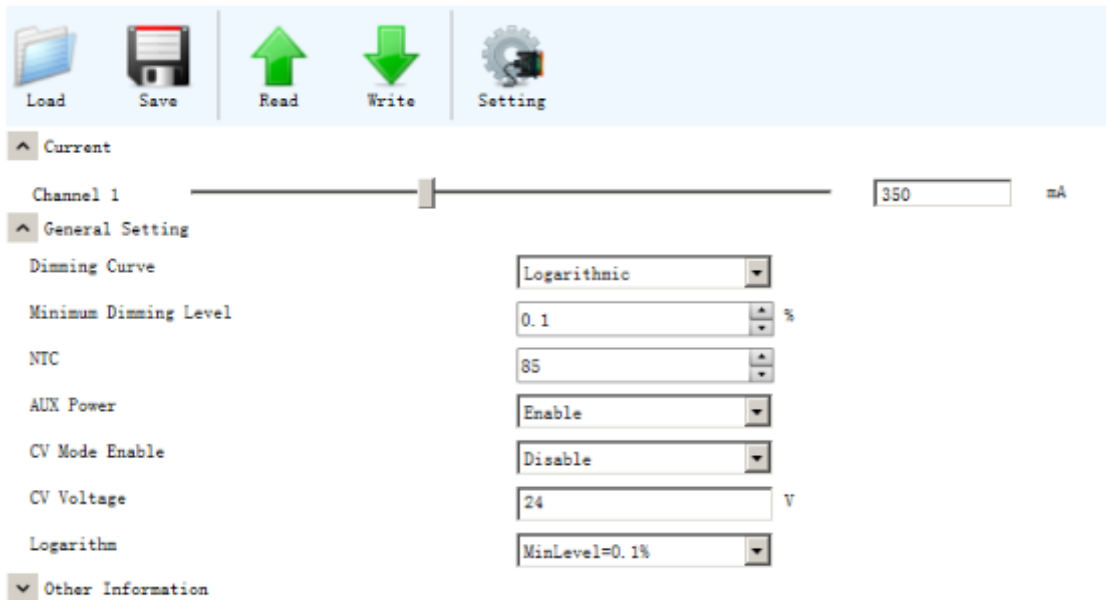 Load Save Read Write Setting
Current
Channel 1 350 mA
General Setting
Dimming Curve Logarithmic
Minimum Dimming Level 0.1 %
NTC 85
AUX Power Enable
CV Mode Enable Disable
CV Voltage 24 V
Logarithm MinLevel=0.1%
Other Information